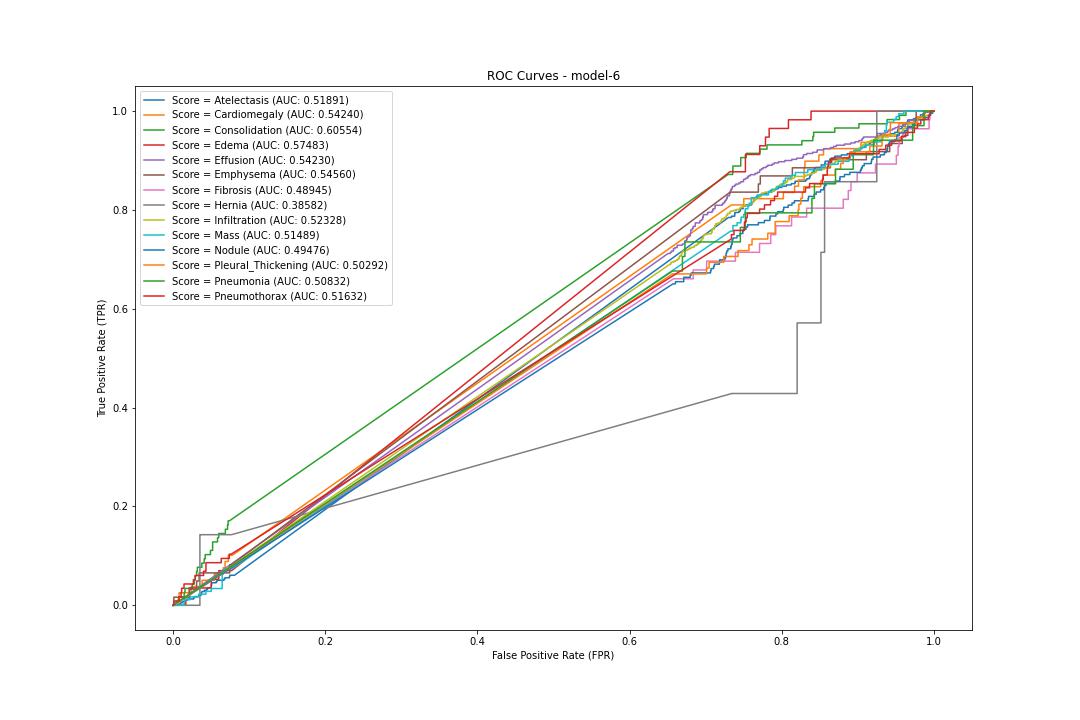 ROC Curves - model-6
Score = Atelectasis (AUC: 0.51891)
Score = Cardiomegaly (AUC: 0.54240)
Score = Consolidation (AUC: 0.60554)
Score = Edema (AUC: 0.57483)
Score = Effusion (AUC: 0.54230)
Score = Emphysema (AUC: 0.54560)
Score = Fibrosis (AUC: 0.48945)
Score = Hernia (AUC: 0.38582)
Score = Infiltration (AUC: 0.52328)
Score = Mass (AUC: 0.51489)
Score = Nodule (AUC: 0.49476)
Score = Pleural_Thickening (AUC: 0.50292)
Score = Pneumonia (AUC: 0.50832)
Score = Pneumothorax (AUC: 0.51632)
True Positive Rate (TPR)
1.0
0.8
0.6
0.4
0.2
0.0
0.0 0.2 0.4 0.6 0.8 1.0
False Positive Rate (FPR)